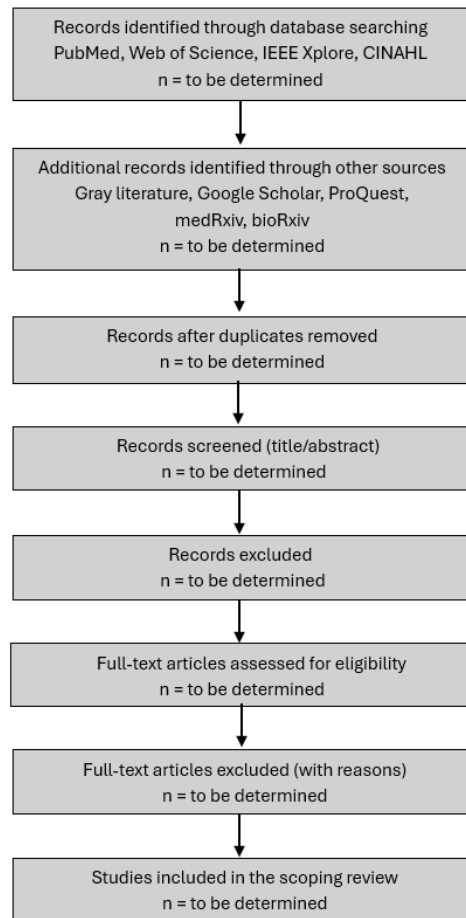 Records identified through database searching
PubMed, Web of Science, IEEE Xplore, CINAHL
n = to be determined
Additional records identified through other sources
Gray literature, Google Scholar, ProQuest,
medRxiv, bioRxiv
n = to be determined
Records after duplicates removed
n = to be determined
Records screened (title/abstract)
n = to be determined
Records excluded
n = to be determined
Full-text articles assessed for eligibility
n = to be determined
Full-text articles excluded (with reasons)
n = to be determined
Studies included in the scoping review
n = to be determined